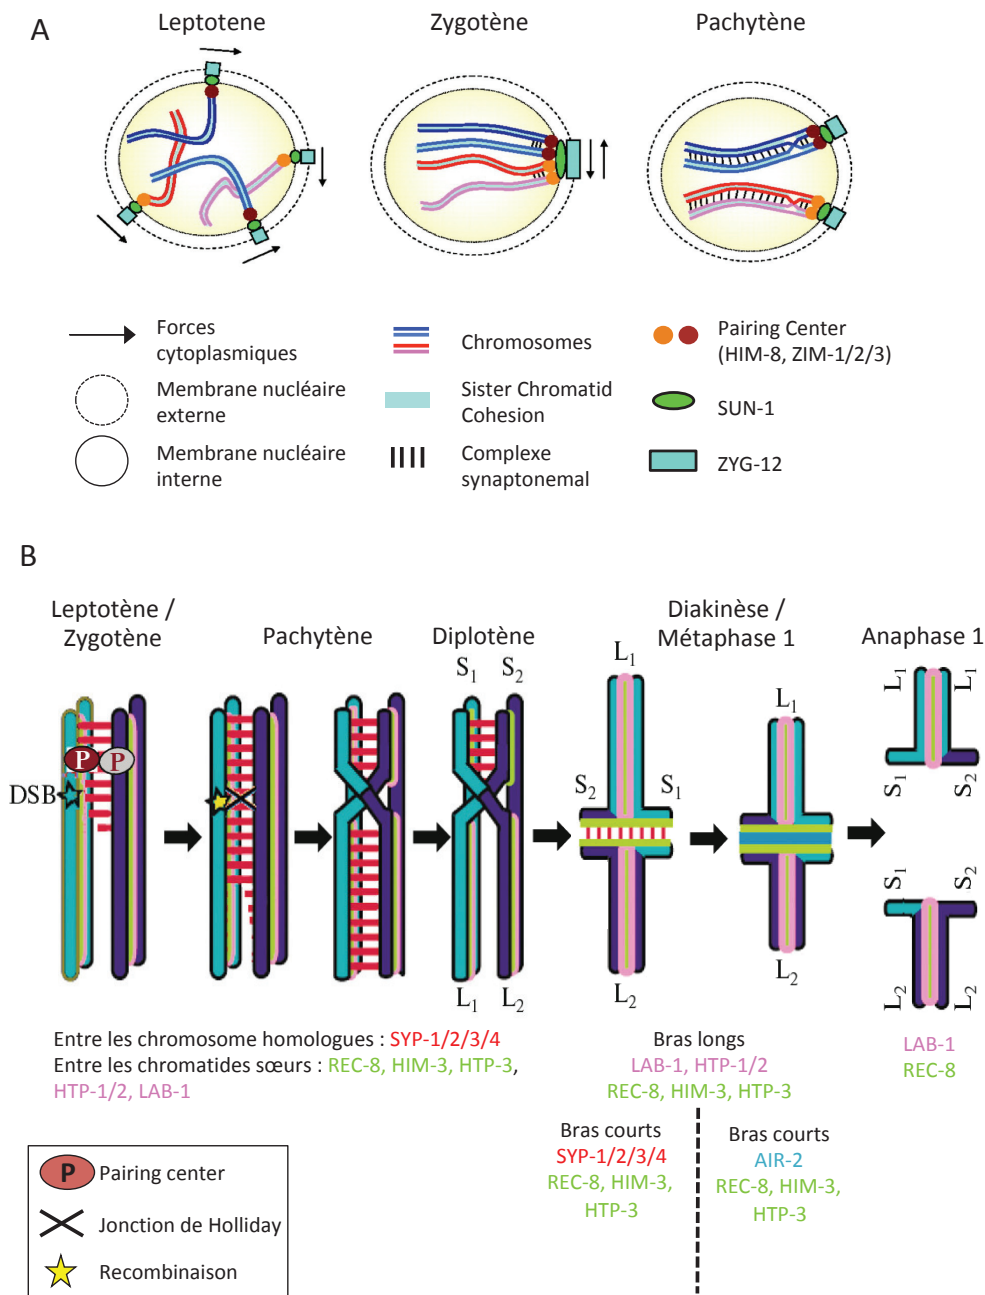 A
Leptotene
Zygotène
Pachytène
Forces
cytoplasmiques
Membrane nucléaire
externe
Membrane nucléaire
interne
Chromosomes
Sister Chromatid
Cohesion
Complexe
synaptonemal
Pairing Center
(HIM-8, ZIM-1/2/3)
SUN-1
ZYG-12
B
Leptotène /
Zygotène
Pachytène
Diplotène
Diakinèse /
Métaphase 1
Anaphase 1
P
P
DSB
S1
S2
L1
L2
L1
S2
S1
L2
L1
L2
L1
L1
S1
S2
S1
S2
L2
L2
Entre les chromosome homologues : SYP-1/2/3/4
Entre les chromatides sœurs : REC-8, HIM-3, HTP-3,
HTP-1/2, LAB-1
Bras longs
LAB-1, HTP-1/2
REC-8, HIM-3, HTP-3
Bras courts
SYP-1/2/3/4
REC-8, HIM-3,
HTP-3
Bras courts
AIR-2
REC-8, HIM-3,
HTP-3
LAB-1
REC-8
P
Pairing center
Jonction de Holliday
Recombinaison